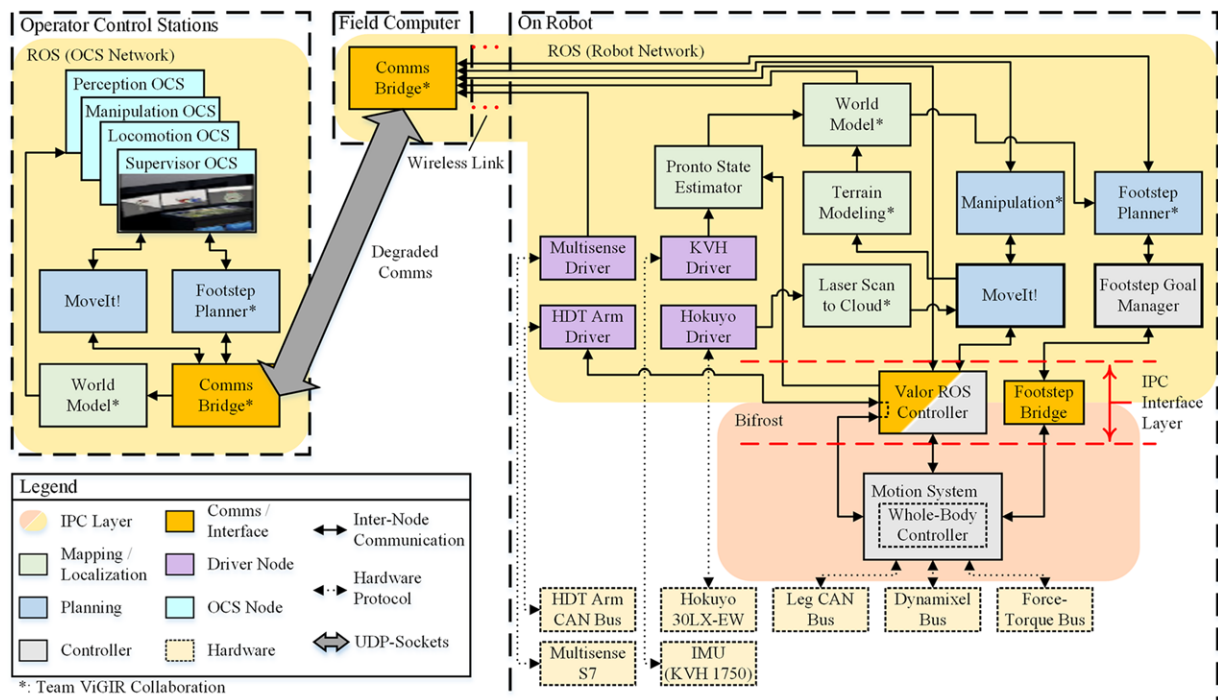 Operator Control Stations
ROS (OCS Network)
Perception OCS
Manipulation OCS
Locomotion OCS
Supervisor OCS
MoveIt!
Footstep
Planner*
World
Model*
Comms
Bridge*
Field Computer
Comms
Bridge*
Wireless Link
Degraded
Comms
On Robot
ROS (Robot Network)
World
Model*
Pronto State
Estimator
Terrain
Modeling*
Manipulation*
Footstep
Planner*
Multisense
Driver
KVH
Driver
Laser Scan
to Cloud*
MoveIt!
Footstep Goal
Manager
HDT Arm
Driver
Hokuyo
Driver
Valor ROS
Controller
Footstep
Bridge
IPC
Interface
Layer
Bifrost
Motion System
Whole-Body
Controller
HDT Arm
CAN Bus
Hokuyo
30LX-EW
Leg CAN
Bus
Dynamixel
Bus
Force-
Torque Bus
Multisense
S7
IMU
(KVH 1750)
Legend
IPC Layer
Comms /
Interface
Inter-Node
Communication
Mapping /
Localization
Driver Node
Hardware
Protocol
Planning
OCS Node
UDP-Sockets
Controller
Hardware
*: Team ViGIR Collaboration